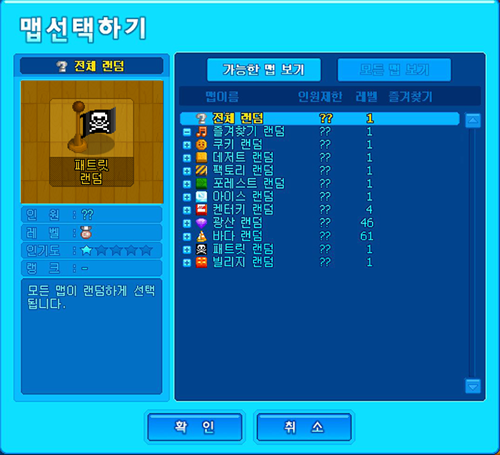 맵선택하기
전체 랜덤
패트릿
랜덤
인 원 : ??
레 벨 :
인기도 :
랭 크 : -
모든 맵이 랜덤하게 선택
됩니다.
가능한 맵 보기 모든 맵 보기
맵이름 인원제한 레벨 즐겨찾기
전체 랜덤 ?? 1
즐겨찾기 랜덤 ?? 1
쿠키 랜덤 ?? 1
데저트 랜덤 ?? 1
팩토리 랜덤 ?? 1
포레스트 랜덤 ?? 1
아이스 랜덤 ?? 1
켄터키 랜덤 ?? 4
광산 랜덤 ?? 46
바다 랜덤 ?? 61
패트릿 랜덤 ?? 1
빌리지 랜덤 ?? 1
확 인 취 소